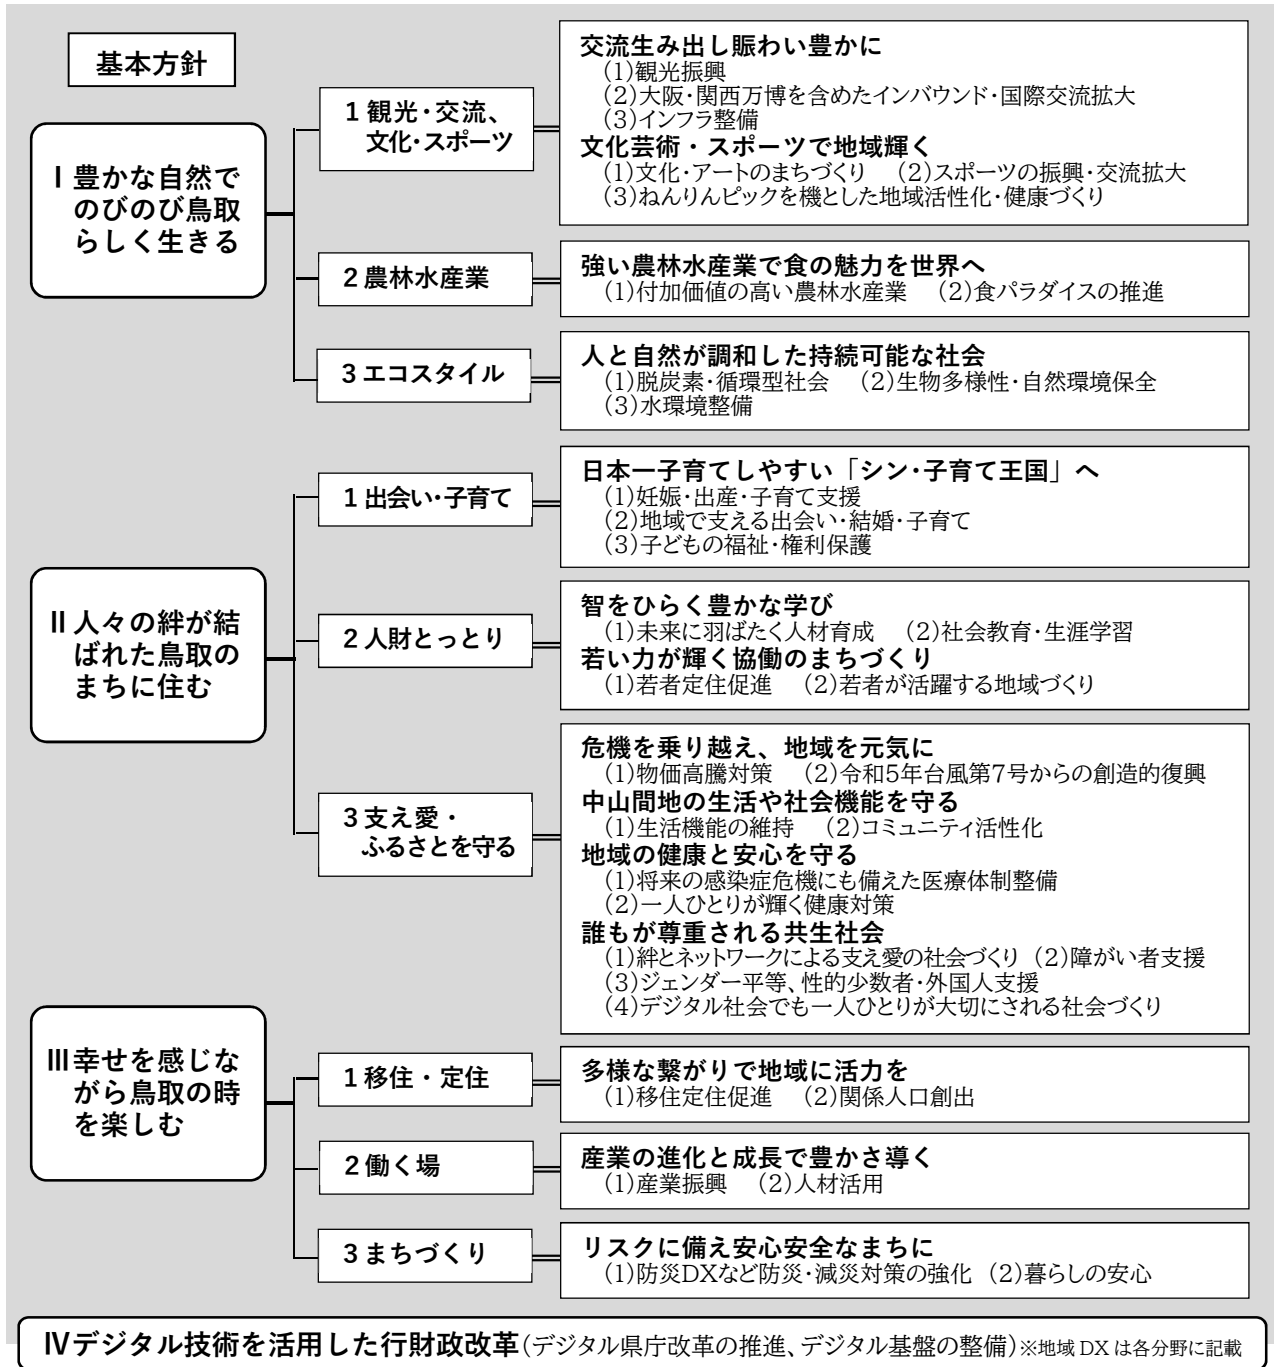 基本方針
Ⅰ豊かな自然で
のびのび鳥取
らしく生きる
1観光・交流、
文化・スポーツ
交流生み出し賑わい豊かに
(1)観光振興
(2)大阪・関西万博を含めたインバウンド・国際交流拡大
(3)インフラ整備
文化芸術・スポーツで地域輝く
(1)文化・アートのまちづくり (2)スポーツの振興・交流拡大
(3)ねんりんピックを機とした地域活性化・健康づくり
2農林水産業
強い農林水産業で食の魅力を世界へ
(1)付加価値の高い農林水産業 (2)食パラダイスの推進
3エコスタイル
人と自然が調和した持続可能な社会
(1)脱炭素・循環型社会 (2)生物多様性・自然環境保全
(3)水環境整備
Ⅱ人々の絆が結
ばれた鳥取の
まちに住む
1出会い・子育て
日本一子育てしやすい「シン・子育て王国」へ
(1)妊娠・出産・子育て支援
(2)地域で支える出会い・結婚・子育て
(3)子どもの福祉・権利保護
2人財とっとり
智をひらく豊かな学び
(1)未来に羽ばたく人材育成 (2)社会教育・生涯学習
若い力が輝く協働のまちづくり
(1)若者定住促進 (2)若者が活躍する地域づくり
3支え愛・
ふるさとを守る
危機を乗り越え、地域を元気に
(1)物価高騰対策 (2)令和5年台風第7号からの創造的復興
中山間地の生活や社会機能を守る
(1)生活機能の維持 (2)コミュニティ活性化
地域の健康と安心を守る
(1)将来の感染症危機にも備えた医療体制整備
(2)一人ひとりが輝く健康対策
誰もが尊重される共生社会
(1)絆とネットワークによる支え愛の社会づくり (2)障がい者支援
(3)ジェンダー平等、性的少数者・外国人支援
(4)デジタル社会でも一人ひとりが大切にされる社会づくり
Ⅲ幸せを感じな
がら鳥取の時
を楽しむ
1移住・定住
多様な繋がりで地域に活力を
(1)移住定住促進 (2)関係人口創出
2働く場
産業の進化と成長で豊かさ導く
(1)産業振興 (2)人材活用
3まちづくり
リスクに備え安心安全なまちに
(1)防災DXなど防災・減災対策の強化 (2)暮らしの安心
Ⅳデジタル技術を活用した行財政改革(デジタル県庁改革の推進、デジタル基盤の整備)※地域DXは各分野に記載